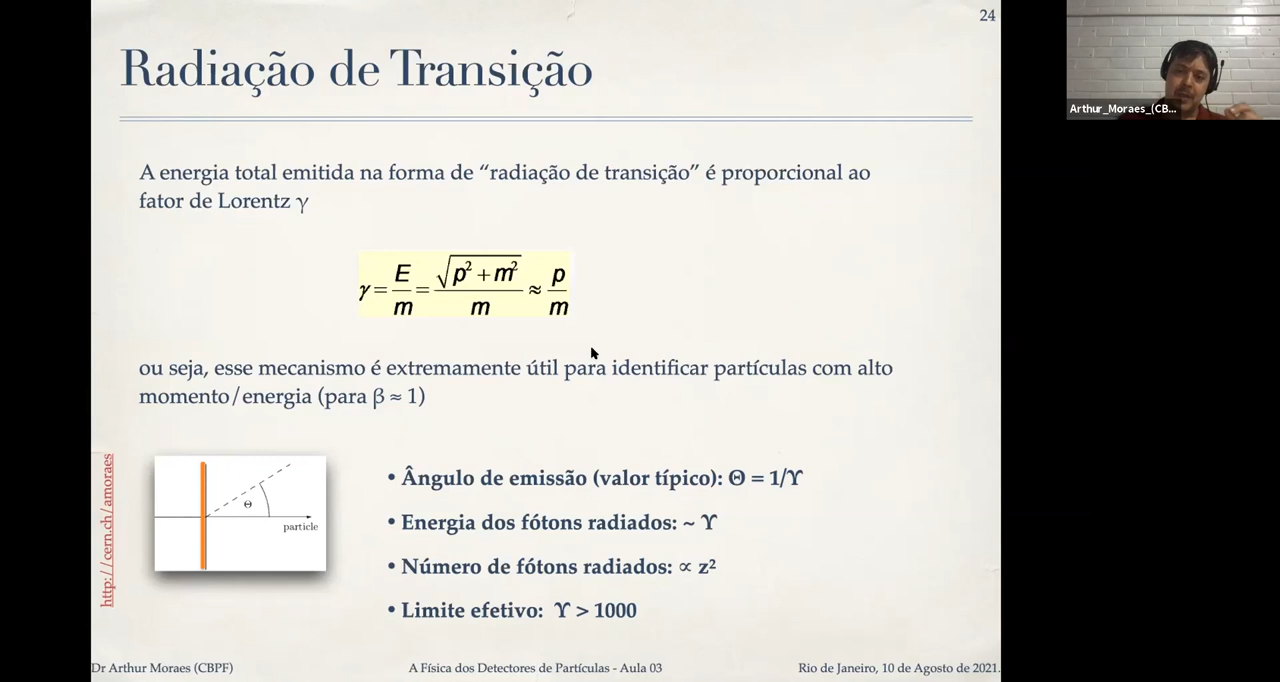 24
Radiação de Transição
Arthur_Moraes_(CB...
A energia total emitida na forma de “radiação de transição” é proporcional ao
fator de Lorentz γ
γ = E/m = √(p² + m²)/m ≈ p/m
ou seja, esse mecanismo é extremamente útil para identificar partículas com alto
momento/energia (para β ≈ 1)
http://cern.ch/amoraes
Θ
particle
• Ângulo de emissão (valor típico): Θ = 1/ϒ
• Energia dos fótons radiados: ~ ϒ
• Número de fótons radiados: ∝ z²
• Limite efetivo: ϒ > 1000
Dr Arthur Moraes (CBPF)
A Física dos Detectores de Partículas - Aula 03
Rio de Janeiro, 10 de Agosto de 2021.